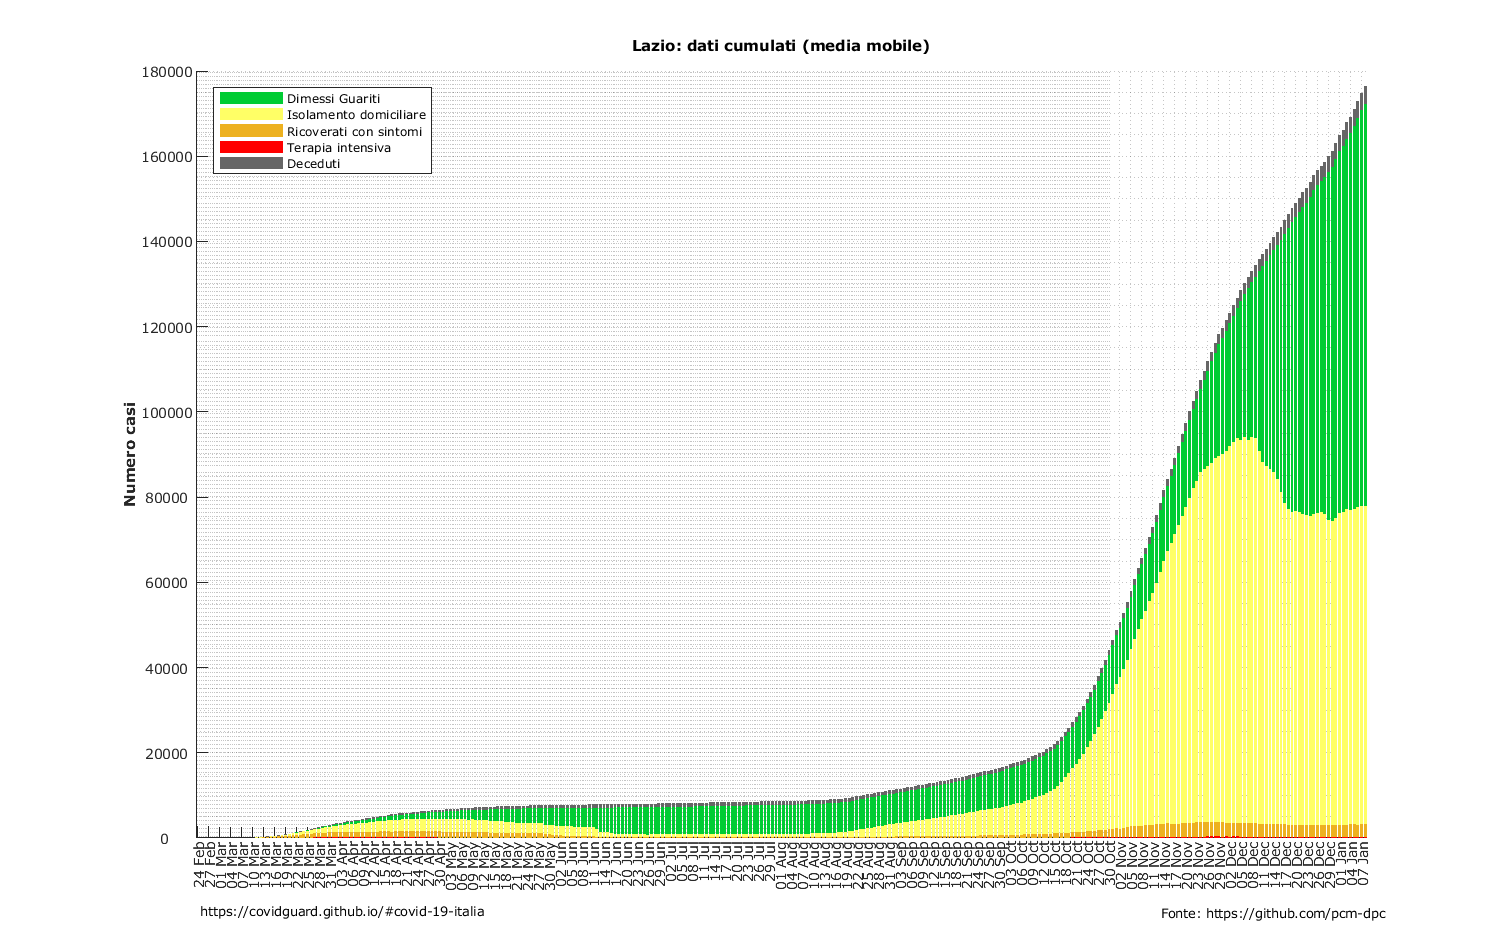 Lazio: dati cumulati (media mobile)
180000
160000
140000
120000
100000
80000
60000
40000
20000
0
Numero casi
Dimessi Guariti
Isolamento domiciliare
Ricoverati con sintomi
Terapia intensiva
Deceduti
24 Feb
27 Feb
01 Mar
04 Mar
07 Mar
10 Mar
13 Mar
16 Mar
19 Mar
22 Mar
25 Mar
28 Mar
31 Mar
03 Apr
06 Apr
09 Apr
12 Apr
15 Apr
18 Apr
21 Apr
24 Apr
27 Apr
30 Apr
03 May
06 May
09 May
12 May
15 May
18 May
21 May
24 May
27 May
30 May
02 Jun
05 Jun
08 Jun
11 Jun
14 Jun
17 Jun
20 Jun
23 Jun
26 Jun
29 Jun
02 Jul
05 Jul
08 Jul
11 Jul
14 Jul
17 Jul
20 Jul
23 Jul
26 Jul
29 Jul
01 Aug
04 Aug
07 Aug
10 Aug
13 Aug
16 Aug
19 Aug
22 Aug
25 Aug
28 Aug
31 Aug
03 Sep
06 Sep
09 Sep
12 Sep
15 Sep
18 Sep
21 Sep
24 Sep
27 Sep
30 Sep
03 Oct
06 Oct
09 Oct
12 Oct
15 Oct
18 Oct
21 Oct
24 Oct
27 Oct
30 Oct
02 Nov
05 Nov
08 Nov
11 Nov
14 Nov
17 Nov
20 Nov
23 Nov
26 Nov
29 Nov
02 Dec
05 Dec
08 Dec
11 Dec
14 Dec
17 Dec
20 Dec
23 Dec
26 Dec
29 Dec
01 Jan
04 Jan
07 Jan
https://covidguard.github.io/#covid-19-italia
Fonte: https://github.com/pcm-dpc